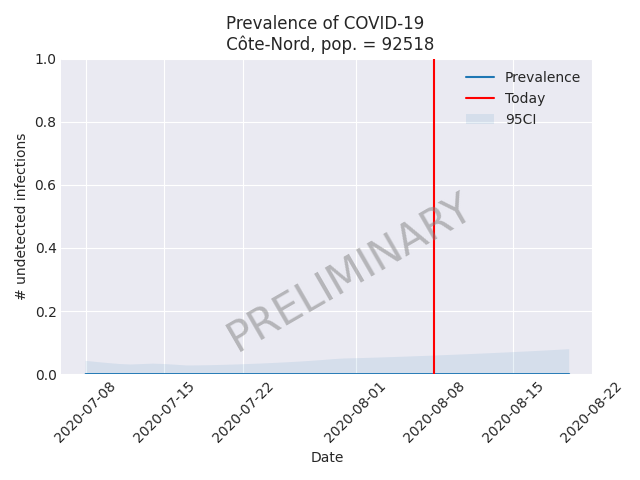 Prevalence of COVID-19
Côte-Nord, pop. = 92518
1.0
0.8
0.6
0.4
0.2
0.0
# undetected infections
Prevalence
Today
95CI
PRELIMINARY
2020-07-08
2020-07-15
2020-07-22
2020-08-01
2020-08-08
2020-08-15
2020-08-22
Date